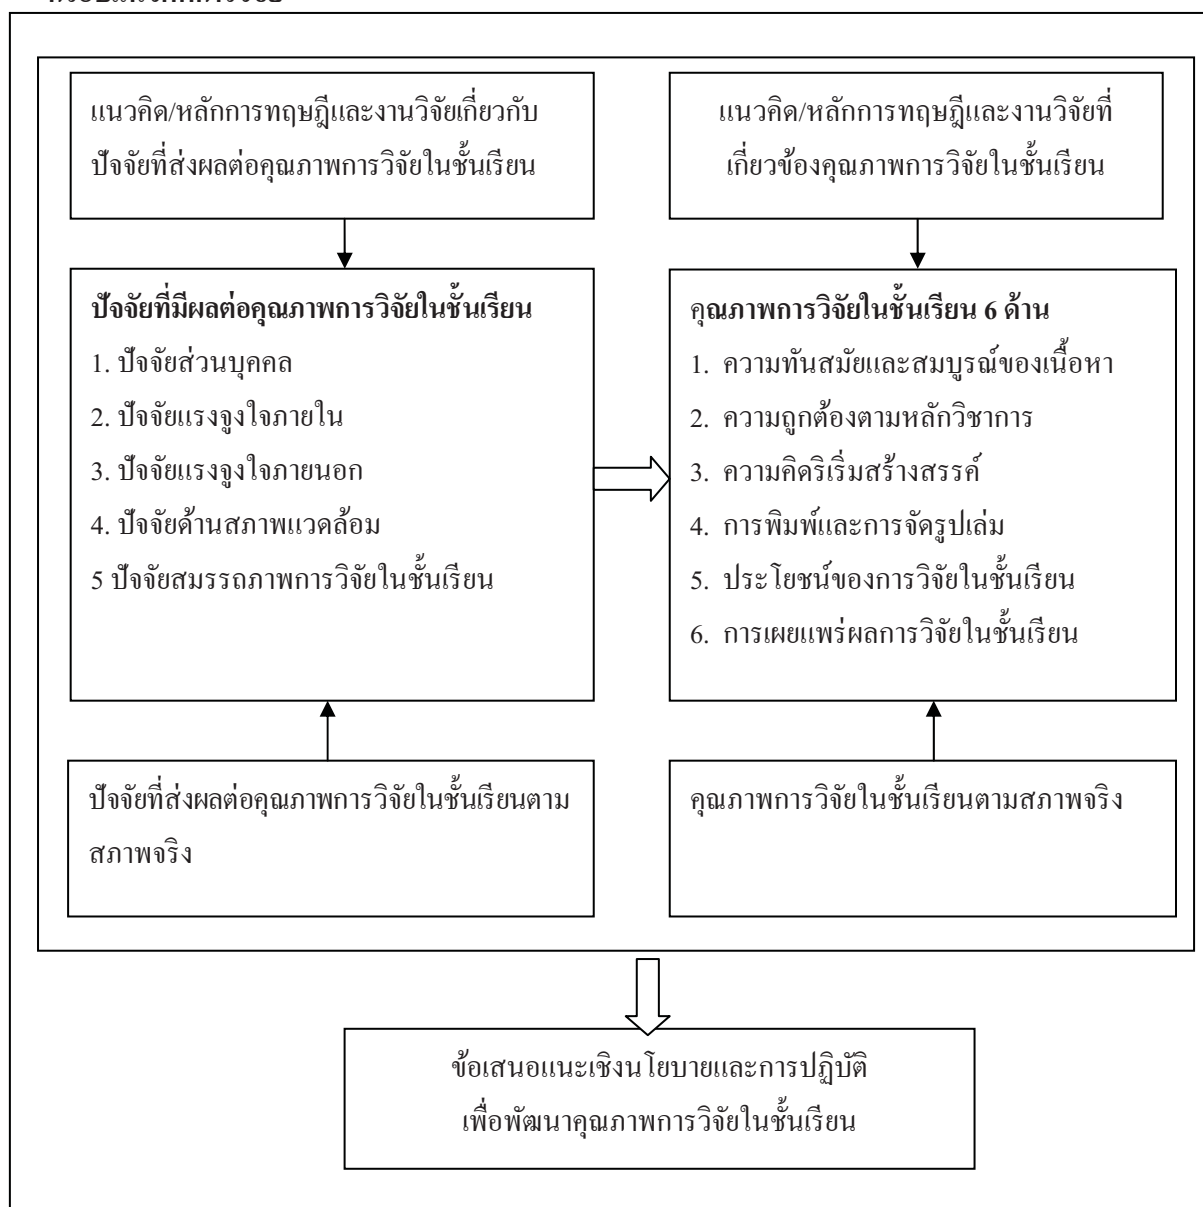 แนวคิด/หลักการทฤษฎีและงานวิจัยเกี่ยวกับ
ปัจจัยที่ส่งผลต่อคุณภาพการวิจัยในชั้นเรียน
แนวคิด/หลักการทฤษฎีและงานวิจัยที่
เกี่ยวข้องคุณภาพการวิจัยในชั้นเรียน
ปัจจัยที่มีผลต่อคุณภาพการวิจัยในชั้นเรียน
1. ปัจจัยส่วนบุคคล
2. ปัจจัยแรงจูงใจภายใน
3. ปัจจัยแรงจูงใจภายนอก
4. ปัจจัยด้านสภาพแวดล้อม
5 ปัจจัยสมรรถภาพการวิจัยในชั้นเรียน
คุณภาพการวิจัยในชั้นเรียน 6 ด้าน
1. ความทันสมัยและสมบูรณ์ของเนื้อหา
2. ความถูกต้องตามหลักวิชาการ
3. ความคิดริเริ่มสร้างสรรค์
4. การพิมพ์และการจัดรูปเล่ม
5. ประโยชน์ของการวิจัยในชั้นเรียน
6. การเผยแพร่ผลการวิจัยในชั้นเรียน
ปัจจัยที่ส่งผลต่อคุณภาพการวิจัยในชั้นเรียนตาม
สภาพจริง
คุณภาพการวิจัยในชั้นเรียนตามสภาพจริง
ข้อเสนอแนะเชิงนโยบายและการปฏิบัติ
เพื่อพัฒนาคุณภาพการวิจัยในชั้นเรียน